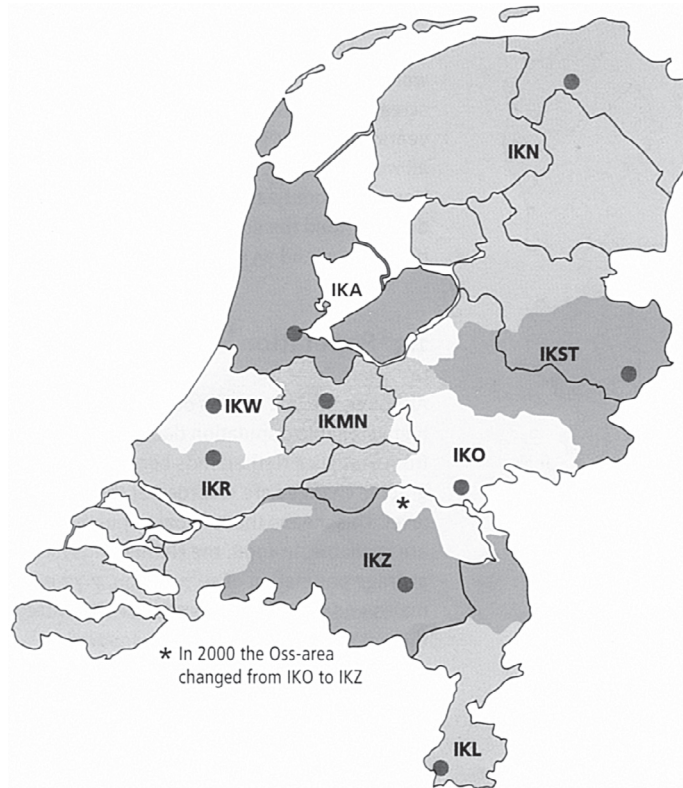 IKN
IKA
IKST
IKW
IKMN
IKO
IKR
*
IKZ
* In 2000 the Oss-area
changed from IKO to IKZ
IKL